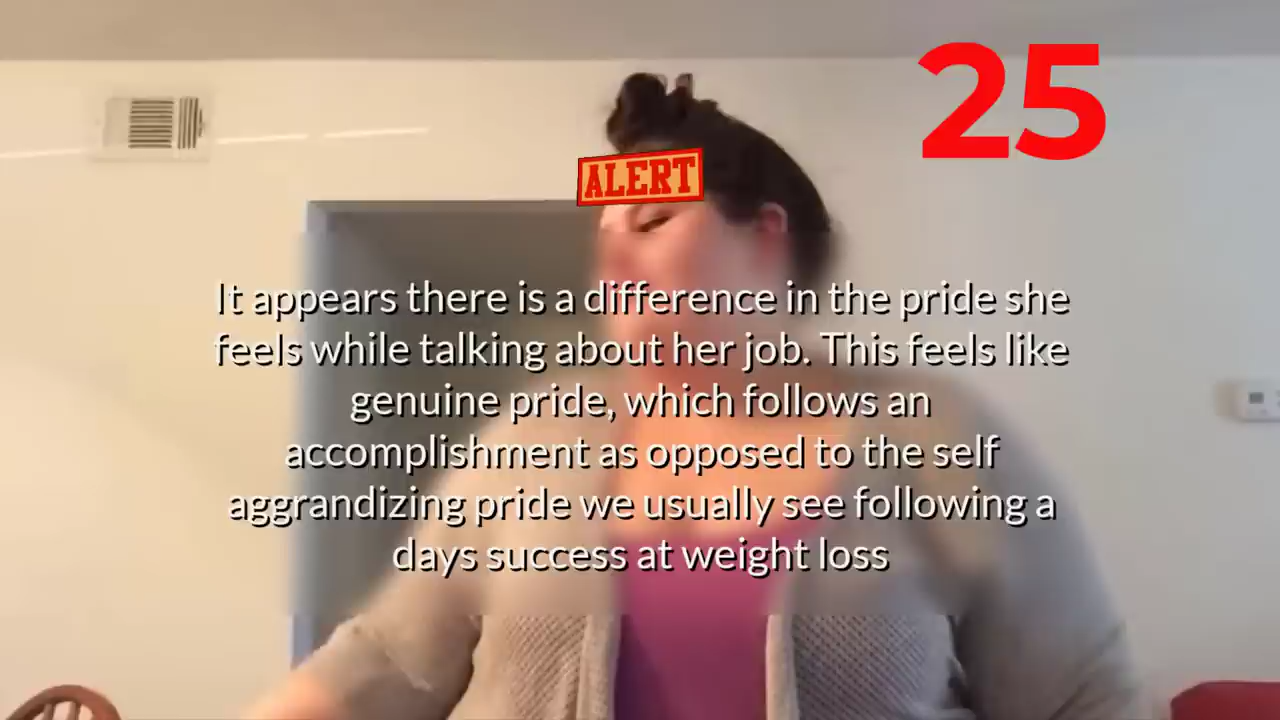 25
ALERT
It appears there is a difference in the pride she
feels while talking about her job. This feels like
genuine pride, which follows an
accomplishment as opposed to the self
aggrandizing pride we usually see following a
days success at weight loss